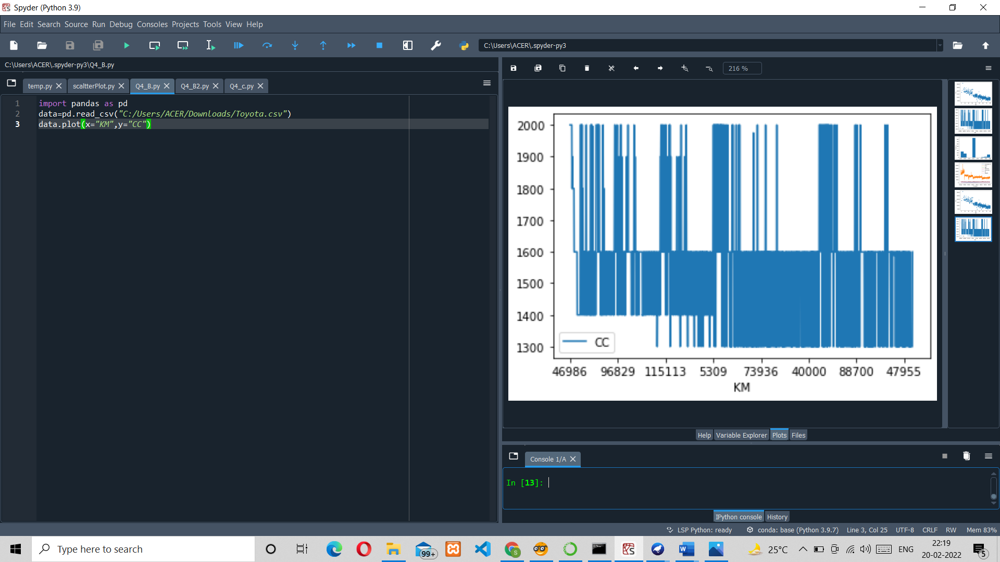 Spyder (Python 3.9)
File Edit Search Source Run Debug Consoles Projects Tools View Help
C:\Users\ACER\.spyder-py3
C:\Users\ACER\.spyder-py3\Q4_B.py
temp.py scaltterPlot.py Q4_B.py Q4_B2.py Q4_c.py
1 import pandas as pd
2 data=pd.read_csv("C:/Users/ACER/Downloads/Toyota.csv")
3 data.plot(x="KM",y="CC")
216 %
2000
1900
1800
1700
1600
1500
1400
1300
CC
46986 96829 115113 5309 73936 40000 88700 47955
KM
Help Variable Explorer Plots Files
Console 1/A
In [13]:
IPython console History
LSP Python: ready conda: base (Python 3.9.7) Line 3, Col 25 UTF-8 CRLF RW Mem 83%
Type here to search
99+
S
25°C
ENG
22:19
20-02-2022
5